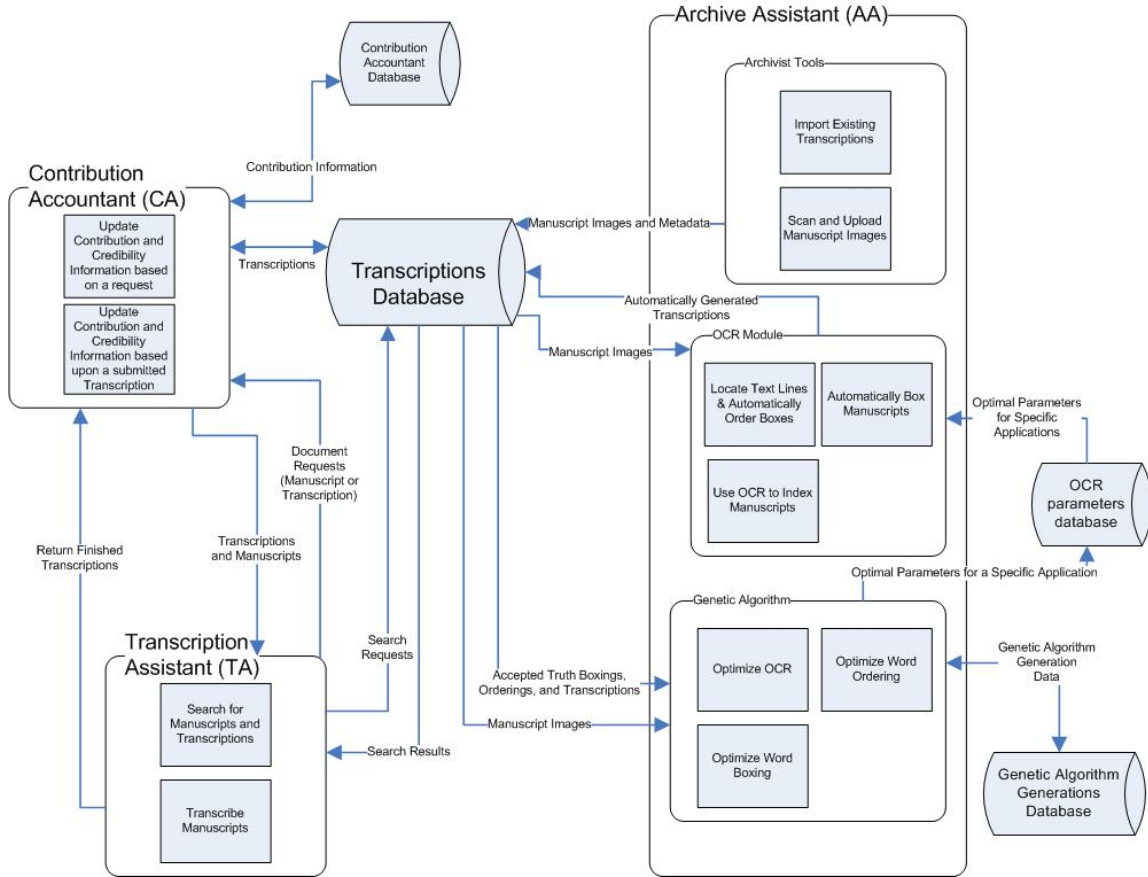 Archive Assistant (AA)
Contribution
Accountant
Database
Archivist Tools
Import Existing
Transcriptions
Scan and Upload
Manuscript Images
Contribution Information
Contribution
Accountant (CA)
Update
Contribution and
Credibility
Information based
on a request
Update
Contribution and
Credibility
Information based
upon a submitted
Transcription
Transcriptions
Transcriptions
Database
Manuscript Images and Metadata
Automatically Generated
Transcriptions
Manuscript Images
OCR Module
Locate Text Lines
& Automatically
Order Boxes
Automatically Box
Manuscripts
Use OCR to Index
Manuscripts
Optimal Parameters
for Specific
Applications
OCR
parameters
database
Document
Requests
(Manuscript or
Transcription)
Return Finished
Transcriptions
Transcriptions
and Manuscripts
Optimal Parameters for a Specific Application
Genetic Algorithm
Optimize OCR
Optimize Word
Ordering
Optimize Word
Boxing
Genetic Algorithm
Generation
Data
Genetic Algorithm
Generations
Database
Transcription
Assistant (TA)
Search for
Manuscripts and
Transcriptions
Transcribe
Manuscripts
Search
Requests
Accepted Truth Boxings,
Orderings, and Transcriptions
Manuscript Images
Search Results